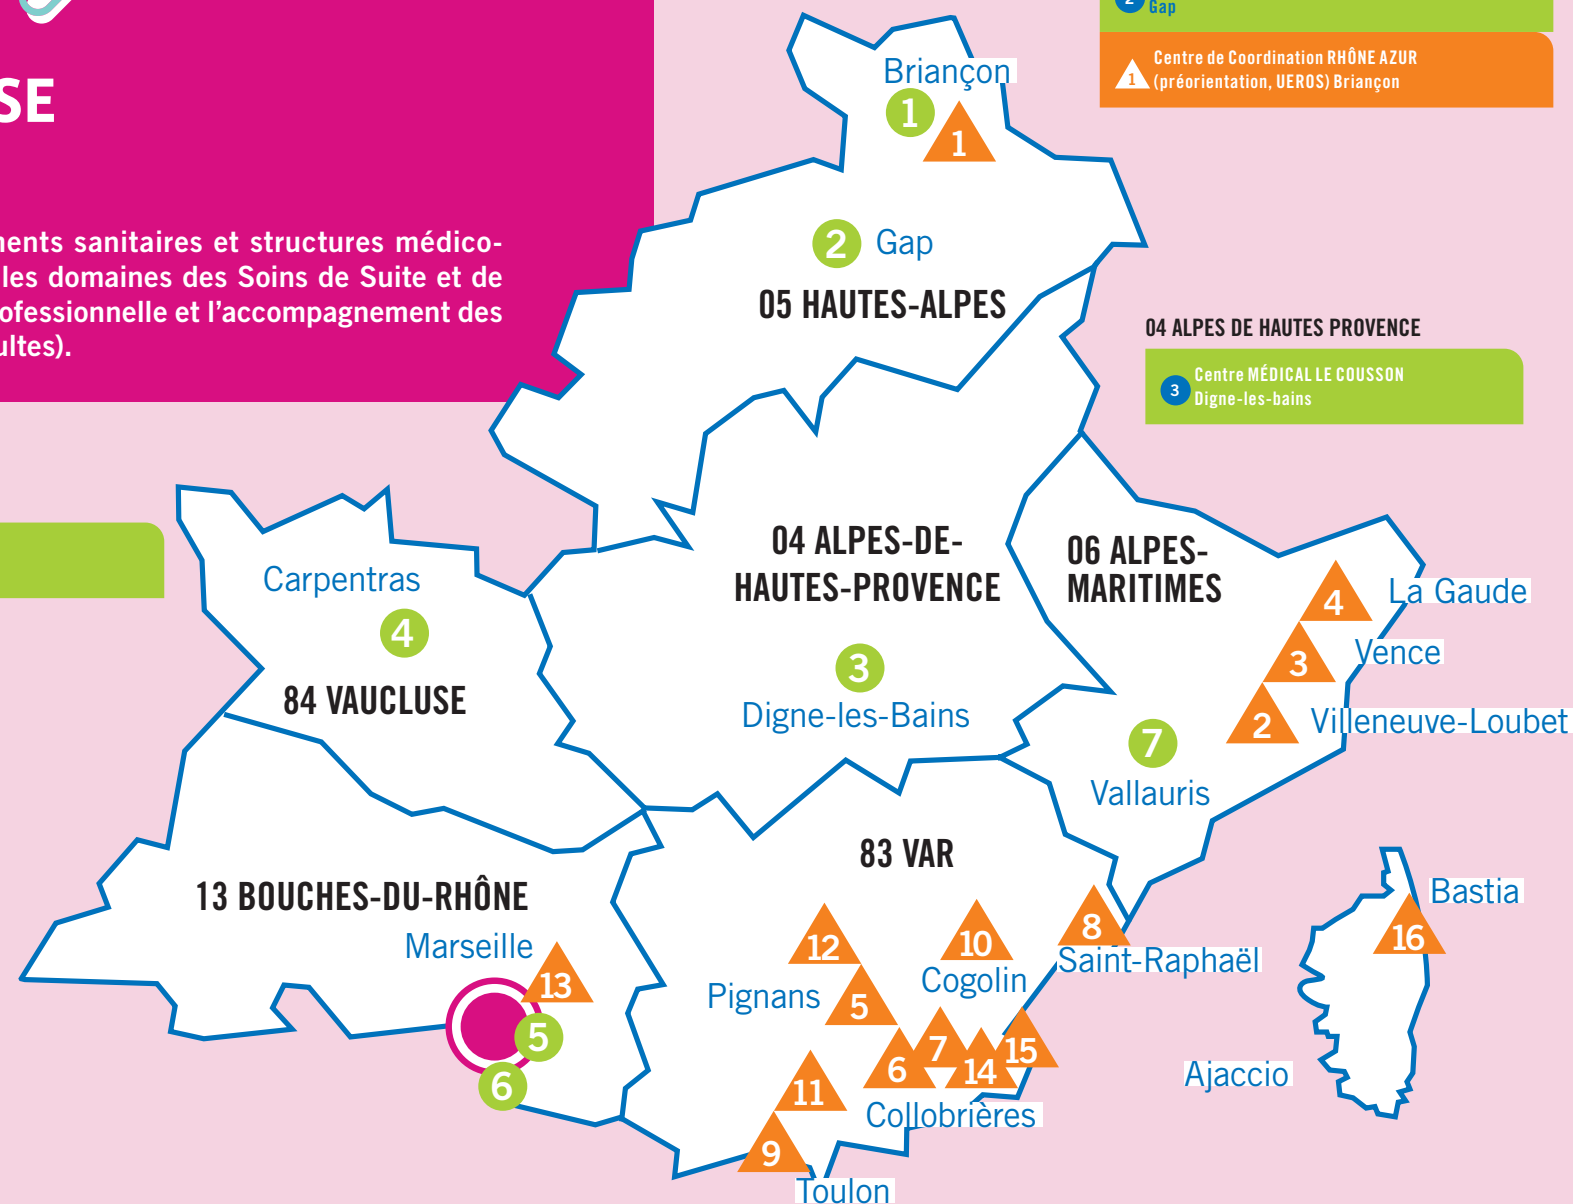 SE
ments sanitaires et structures médico-
les domaines des Soins de Suite et de
rofessionnelle et l'accompagnement des
ultes).
2
Gap
1
Centre de Coordination RHÔNE AZUR
(préorientation, UEROS) Briançon
Briançon
1
1
2 Gap
05 HAUTES-ALPES
04 ALPES DE HAUTES PROVENCE
3
Centre MÉDICAL LE COUSSON
Digne-les-bains
Carpentras
4
84 VAUCLUSE
04 ALPES-DE-
HAUTES-PROVENCE
3
Digne-les-Bains
06 ALPES-
MARITIMES
4 La Gaude
3 Vence
2 Villeneuve-Loubet
7
Vallauris
83 VAR
13 BOUCHES-DU-RHÔNE
Marseille
13
5
6
12
10
8
Saint-Raphaël
Cogolin
Pignans
5
6
7
14
15
Collobrières
11
9
Toulon
Bastia
16
Ajaccio